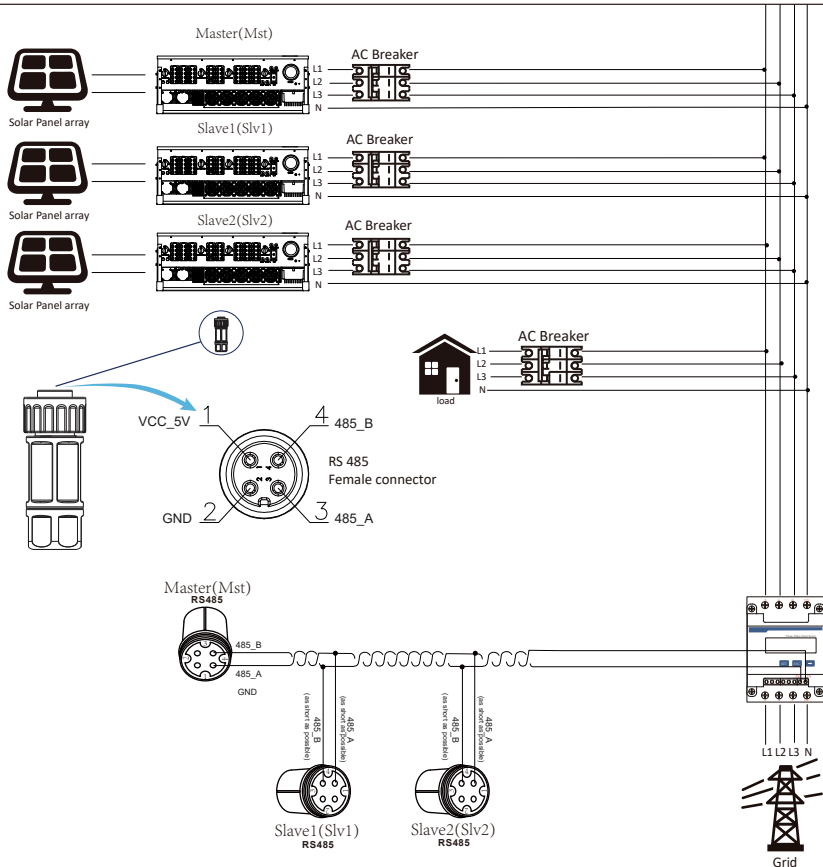 Master(Mst)
AC Breaker
L1
L2
L3
N
Solar Panel array
Slave1(Slv1)
AC Breaker
L1
L2
L3
N
Solar Panel array
Slave2(Slv2)
AC Breaker
L1
L2
L3
N
Solar Panel array
AC Breaker
L1
L2
L3
N
load
VCC_5V 1
4 485_B
1 4
2 3
RS 485
Female connector
GND 2
3 485_A
Master(Mst)
RS485
485_B
485_A
GND
485_B
(as short as possible)
485_A
(as short as possible)
485_B
(as short as possible)
485_A
(as short as possible)
Slave1(Slv1)
RS485
Slave2(Slv2)
RS485
L1 L2 L3 N
Grid